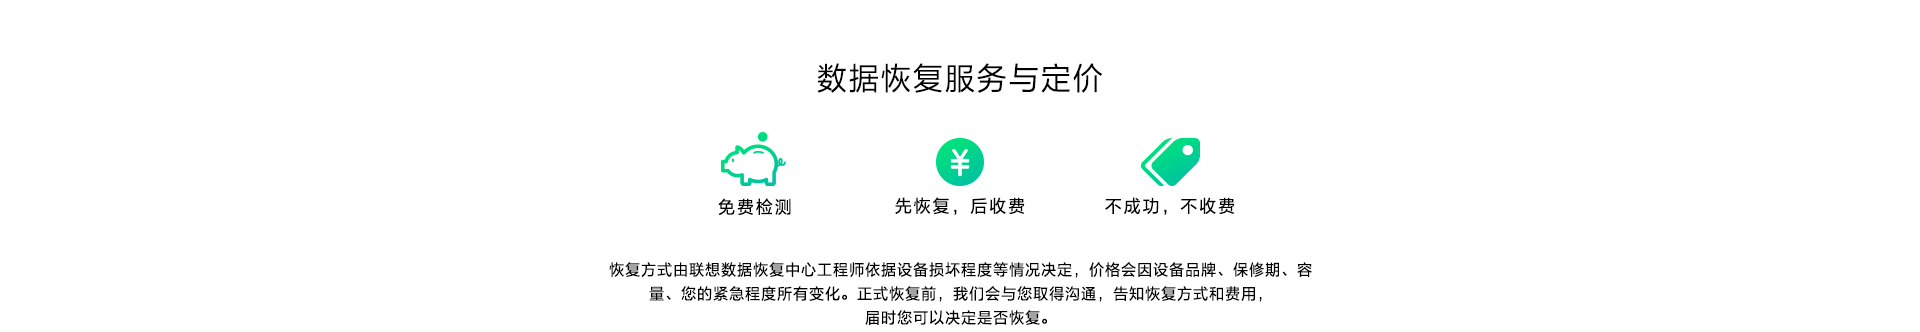 数据恢复服务与定价
¥
免费检测
先恢复，后收费
不成功，不收费
恢复方式由联想数据恢复中心工程师依据设备损坏程度等情况决定，价格会因设备品牌、保修期、容
量、您的紧急程度所有变化。正式恢复前，我们会与您取得沟通，告知恢复方式和费用，
届时您可以决定是否恢复。